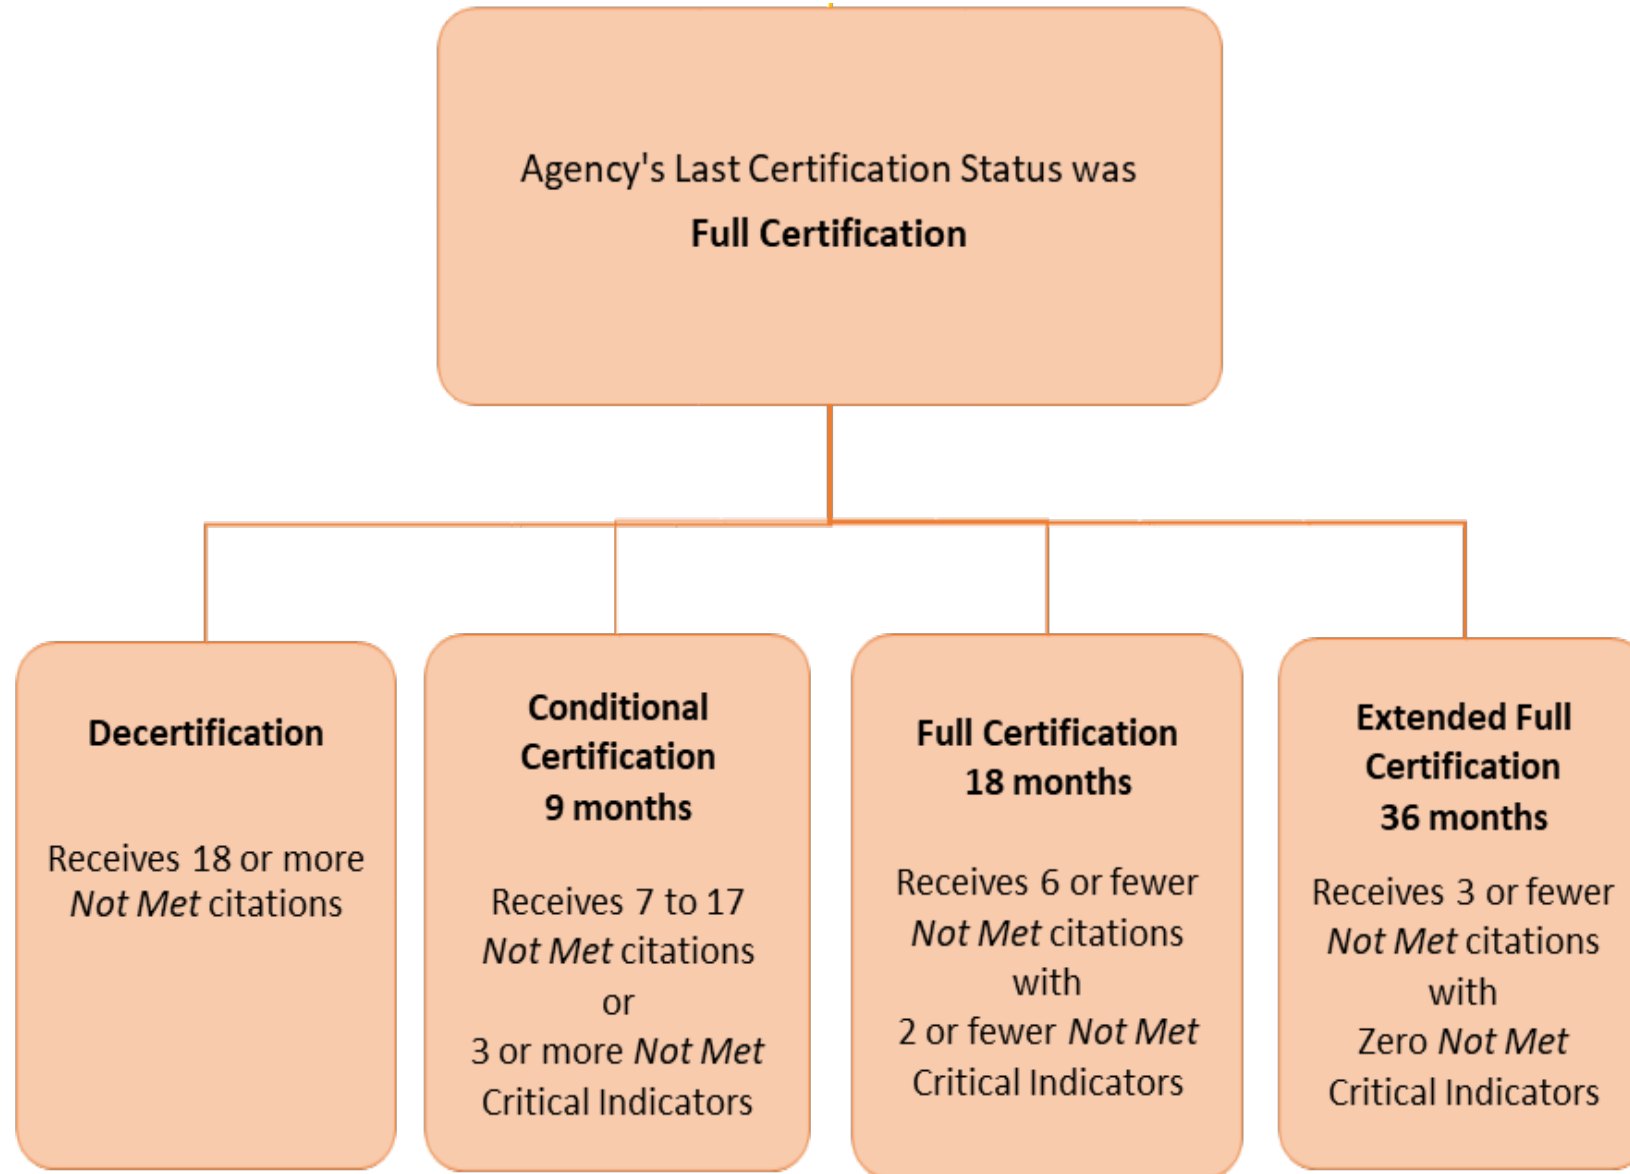 Agency's Last Certification Status was
Full Certification
Decertification
Receives 18 or more
Not Met citations
Conditional
Certification
9 months
Receives 7 to 17
Not Met citations
or
3 or more Not Met
Critical Indicators
Full Certification
18 months
Receives 6 or fewer
Not Met citations
with
2 or fewer Not Met
Critical Indicators
Extended Full
Certification
36 months
Receives 3 or fewer
Not Met citations
with
Zero Not Met
Critical Indicators